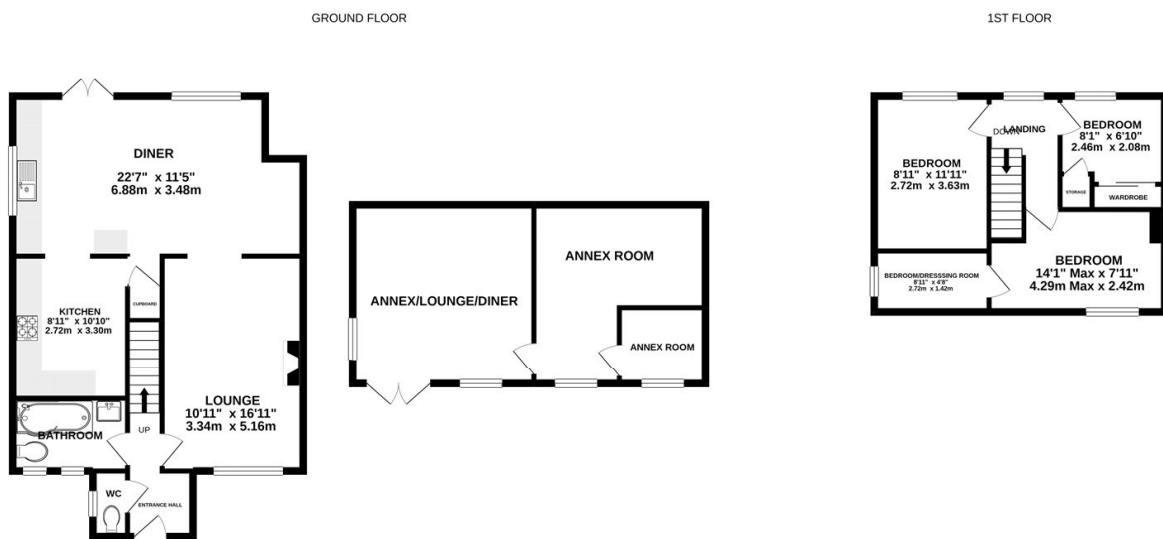 GROUND FLOOR
1ST FLOOR
DINER
22'7" x 11'5"
6.88m x 3.48m
CUPBOARD
KITCHEN
8'11" x 10'10"
2.72m x 3.30m
LOUNGE
10'11" x 16'11"
3.34m x 5.16m
UP
BATHROOM
WC
ENTRANCE HALL
ANNEX/LOUNGE/DINER
ANNEX ROOM
ANNEX ROOM
BEDROOM
8'11" x 11'11"
2.72m x 3.63m
DOWN
LANDING
BEDROOM
8'1" x 6'10"
2.46m x 2.08m
STORAGE
WARDROBE
BEDROOM/DRESSSING ROOM
8'11" x 4'8"
2.72m x 1.42m
BEDROOM
14'1" Max x 7'11"
4.29m Max x 2.42m